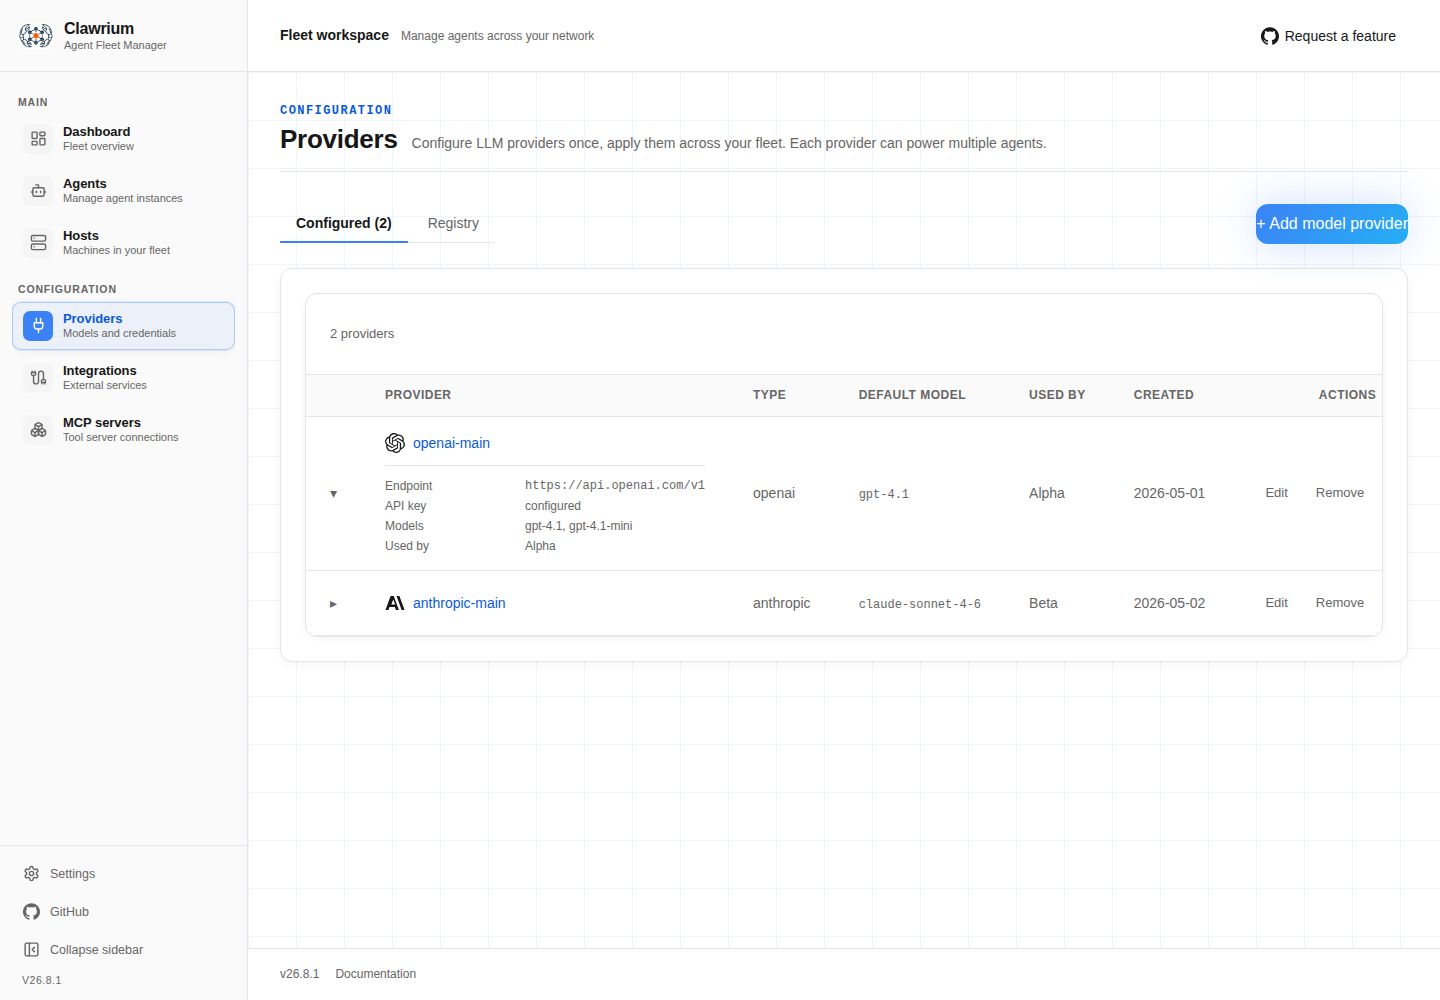 Clawrium
Agent Fleet Manager
MAIN
Dashboard
Fleet overview
Agents
Manage agent instances
Hosts
Machines in your fleet
CONFIGURATION
Providers
Models and credentials
Integrations
External services
MCP servers
Tool server connections
Settings
GitHub
Collapse sidebar
V26.8.1
Fleet workspace Manage agents across your network
Request a feature
CONFIGURATION
Providers Configure LLM providers once, apply them across your fleet. Each provider can power multiple agents.
Configured (2) Registry
+ Add model provider
2 providers
PROVIDER TYPE DEFAULT MODEL USED BY CREATED ACTIONS
openai-main
Endpoint https://api.openai.com/v1
API key configured
Models gpt-4.1, gpt-4.1-mini
Used by Alpha
openai gpt-4.1 Alpha 2026-05-01 Edit Remove
anthropic-main anthropic claude-sonnet-4-6 Beta 2026-05-02 Edit Remove
v26.8.1 Documentation